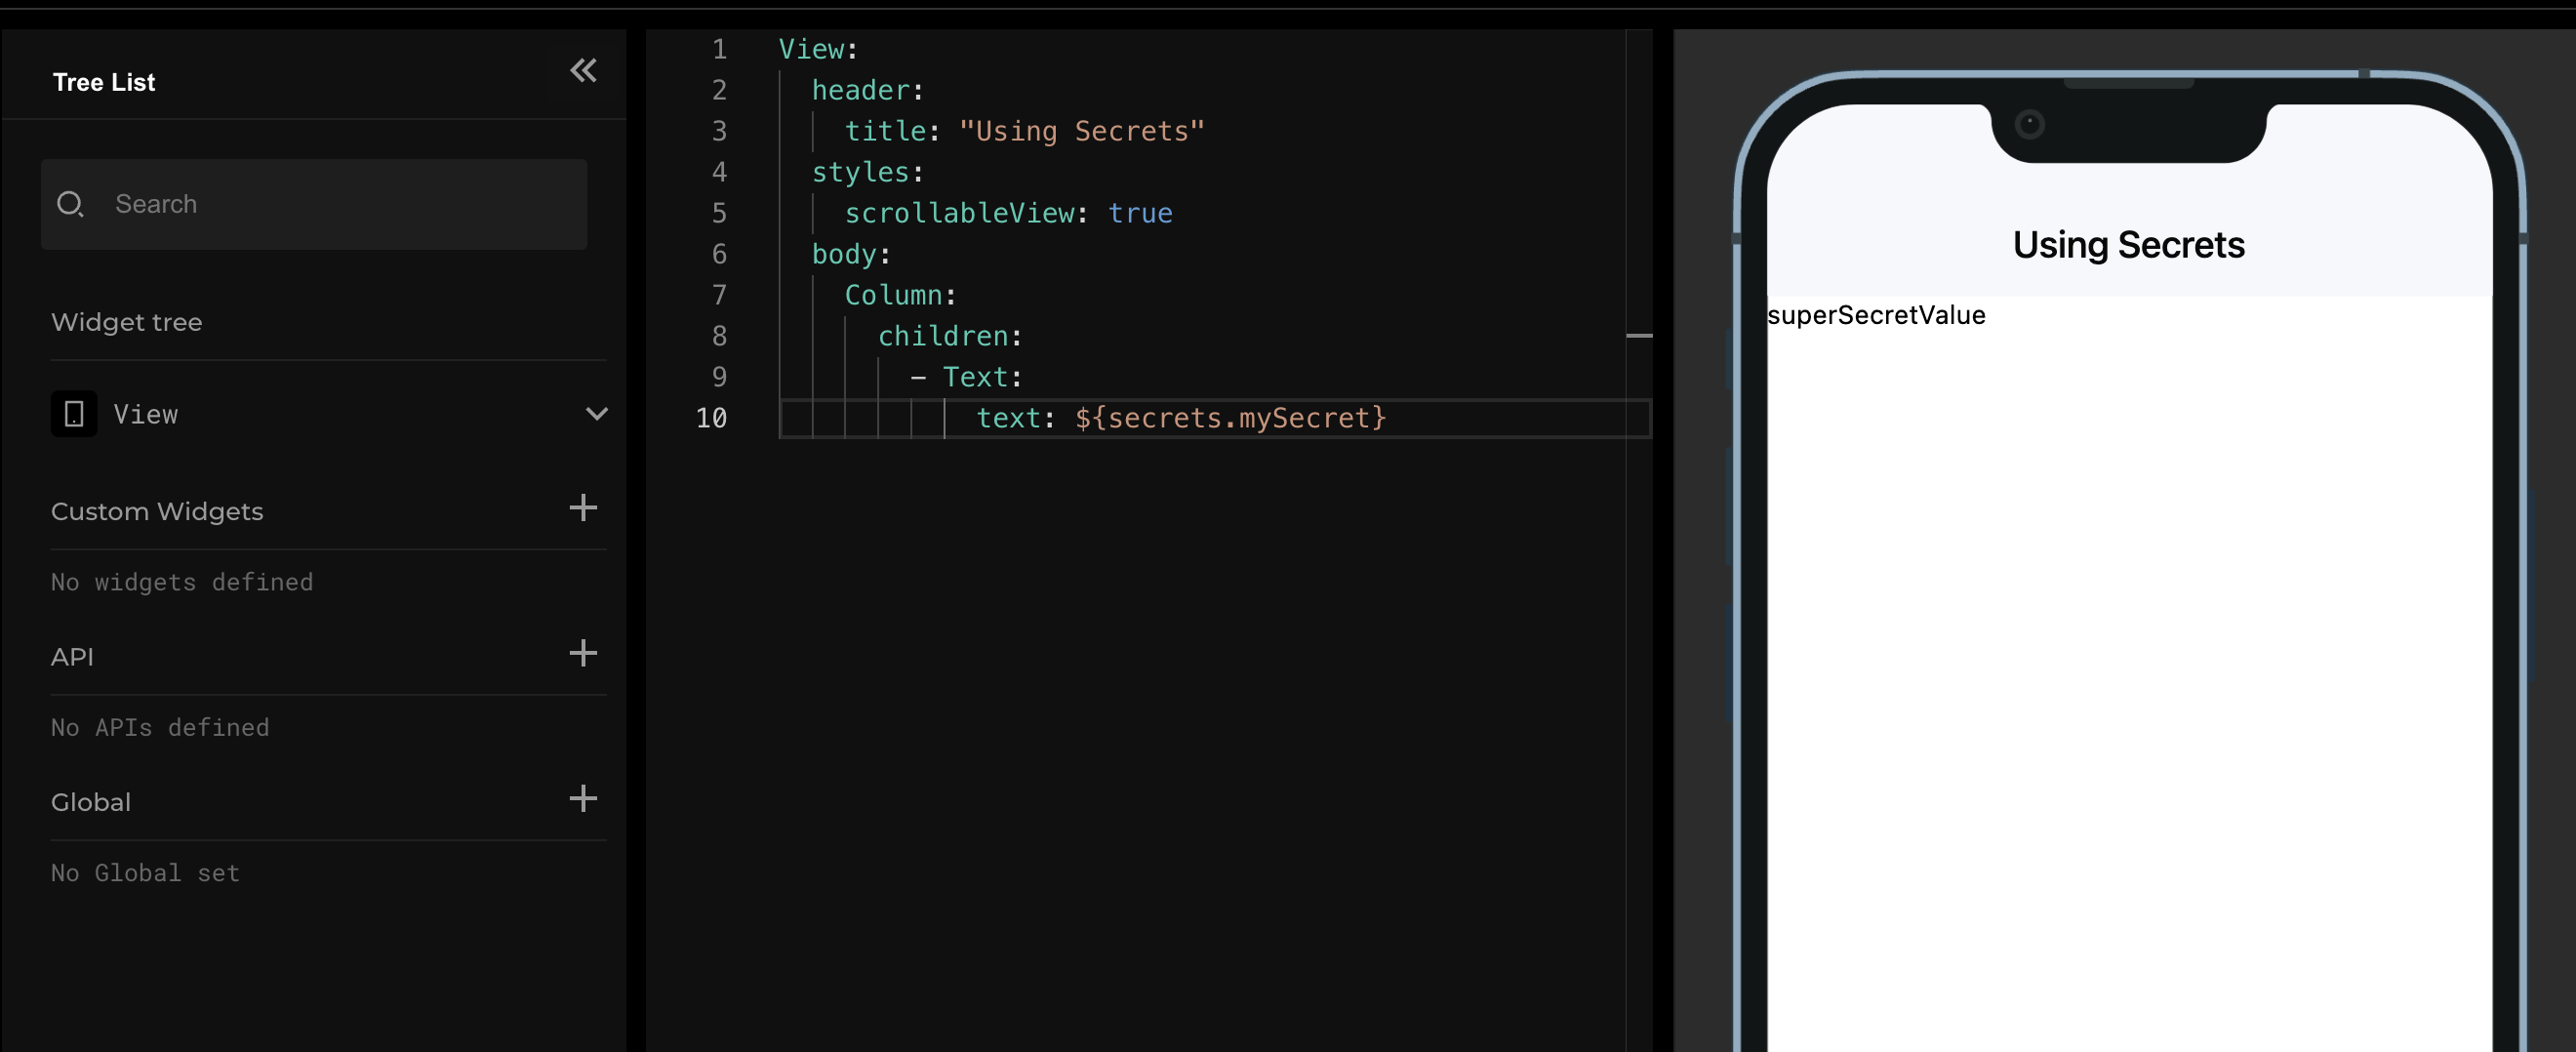 Tree List
Search
Widget tree
View
Custom Widgets
No widgets defined
API
No APIs defined
Global
No Global set
1 View:
2 header:
3 title: "Using Secrets"
4 styles:
5 scrollableView: true
6 body:
7 Column:
8 children:
9 - Text:
10 text: ${secrets.mySecret}
Using Secrets
superSecretValue